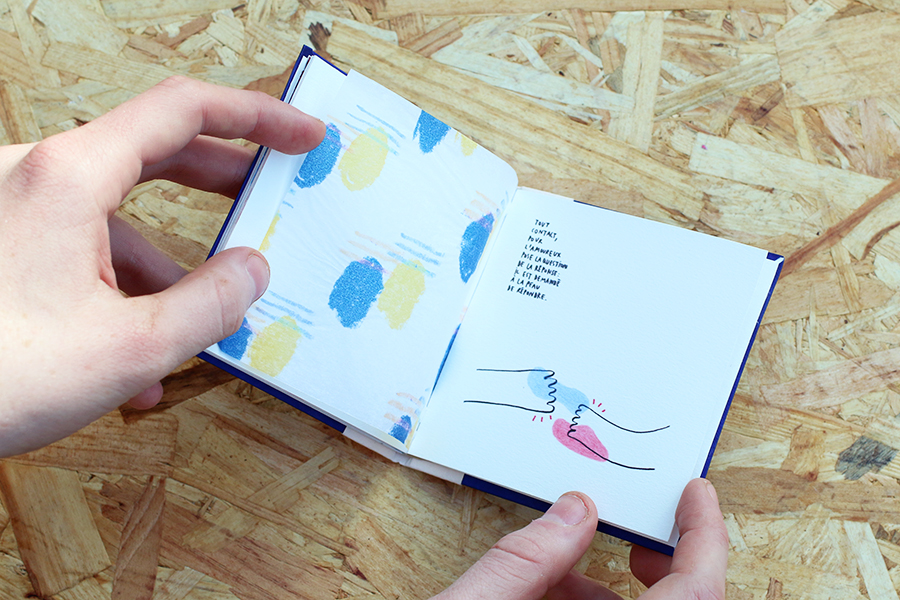 TOUT
CONTACT,
POUR
L'AMOUREUX
POSE LA QUESTION
DE LA RÉPONSE.
IL EST DEMANDÉ
À LA PEAU
DE RÉPONDRE.